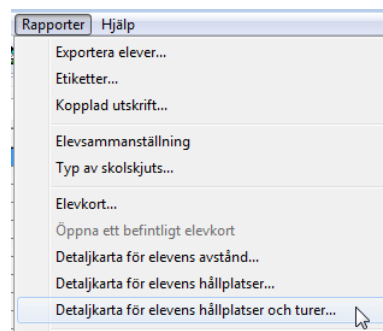 Rapporter Hjälp
Exportera elever...
Etiketter...
Kopplad utskrift...
Elevsammanställning
Typ av skolskjuts...
Elevkort...
Öppna ett befintligt elevkort
Detaljkarta för elevens avstånd...
Detaljkarta för elevens hållplatser...
Detaljkarta för elevens hållplatser och turer...